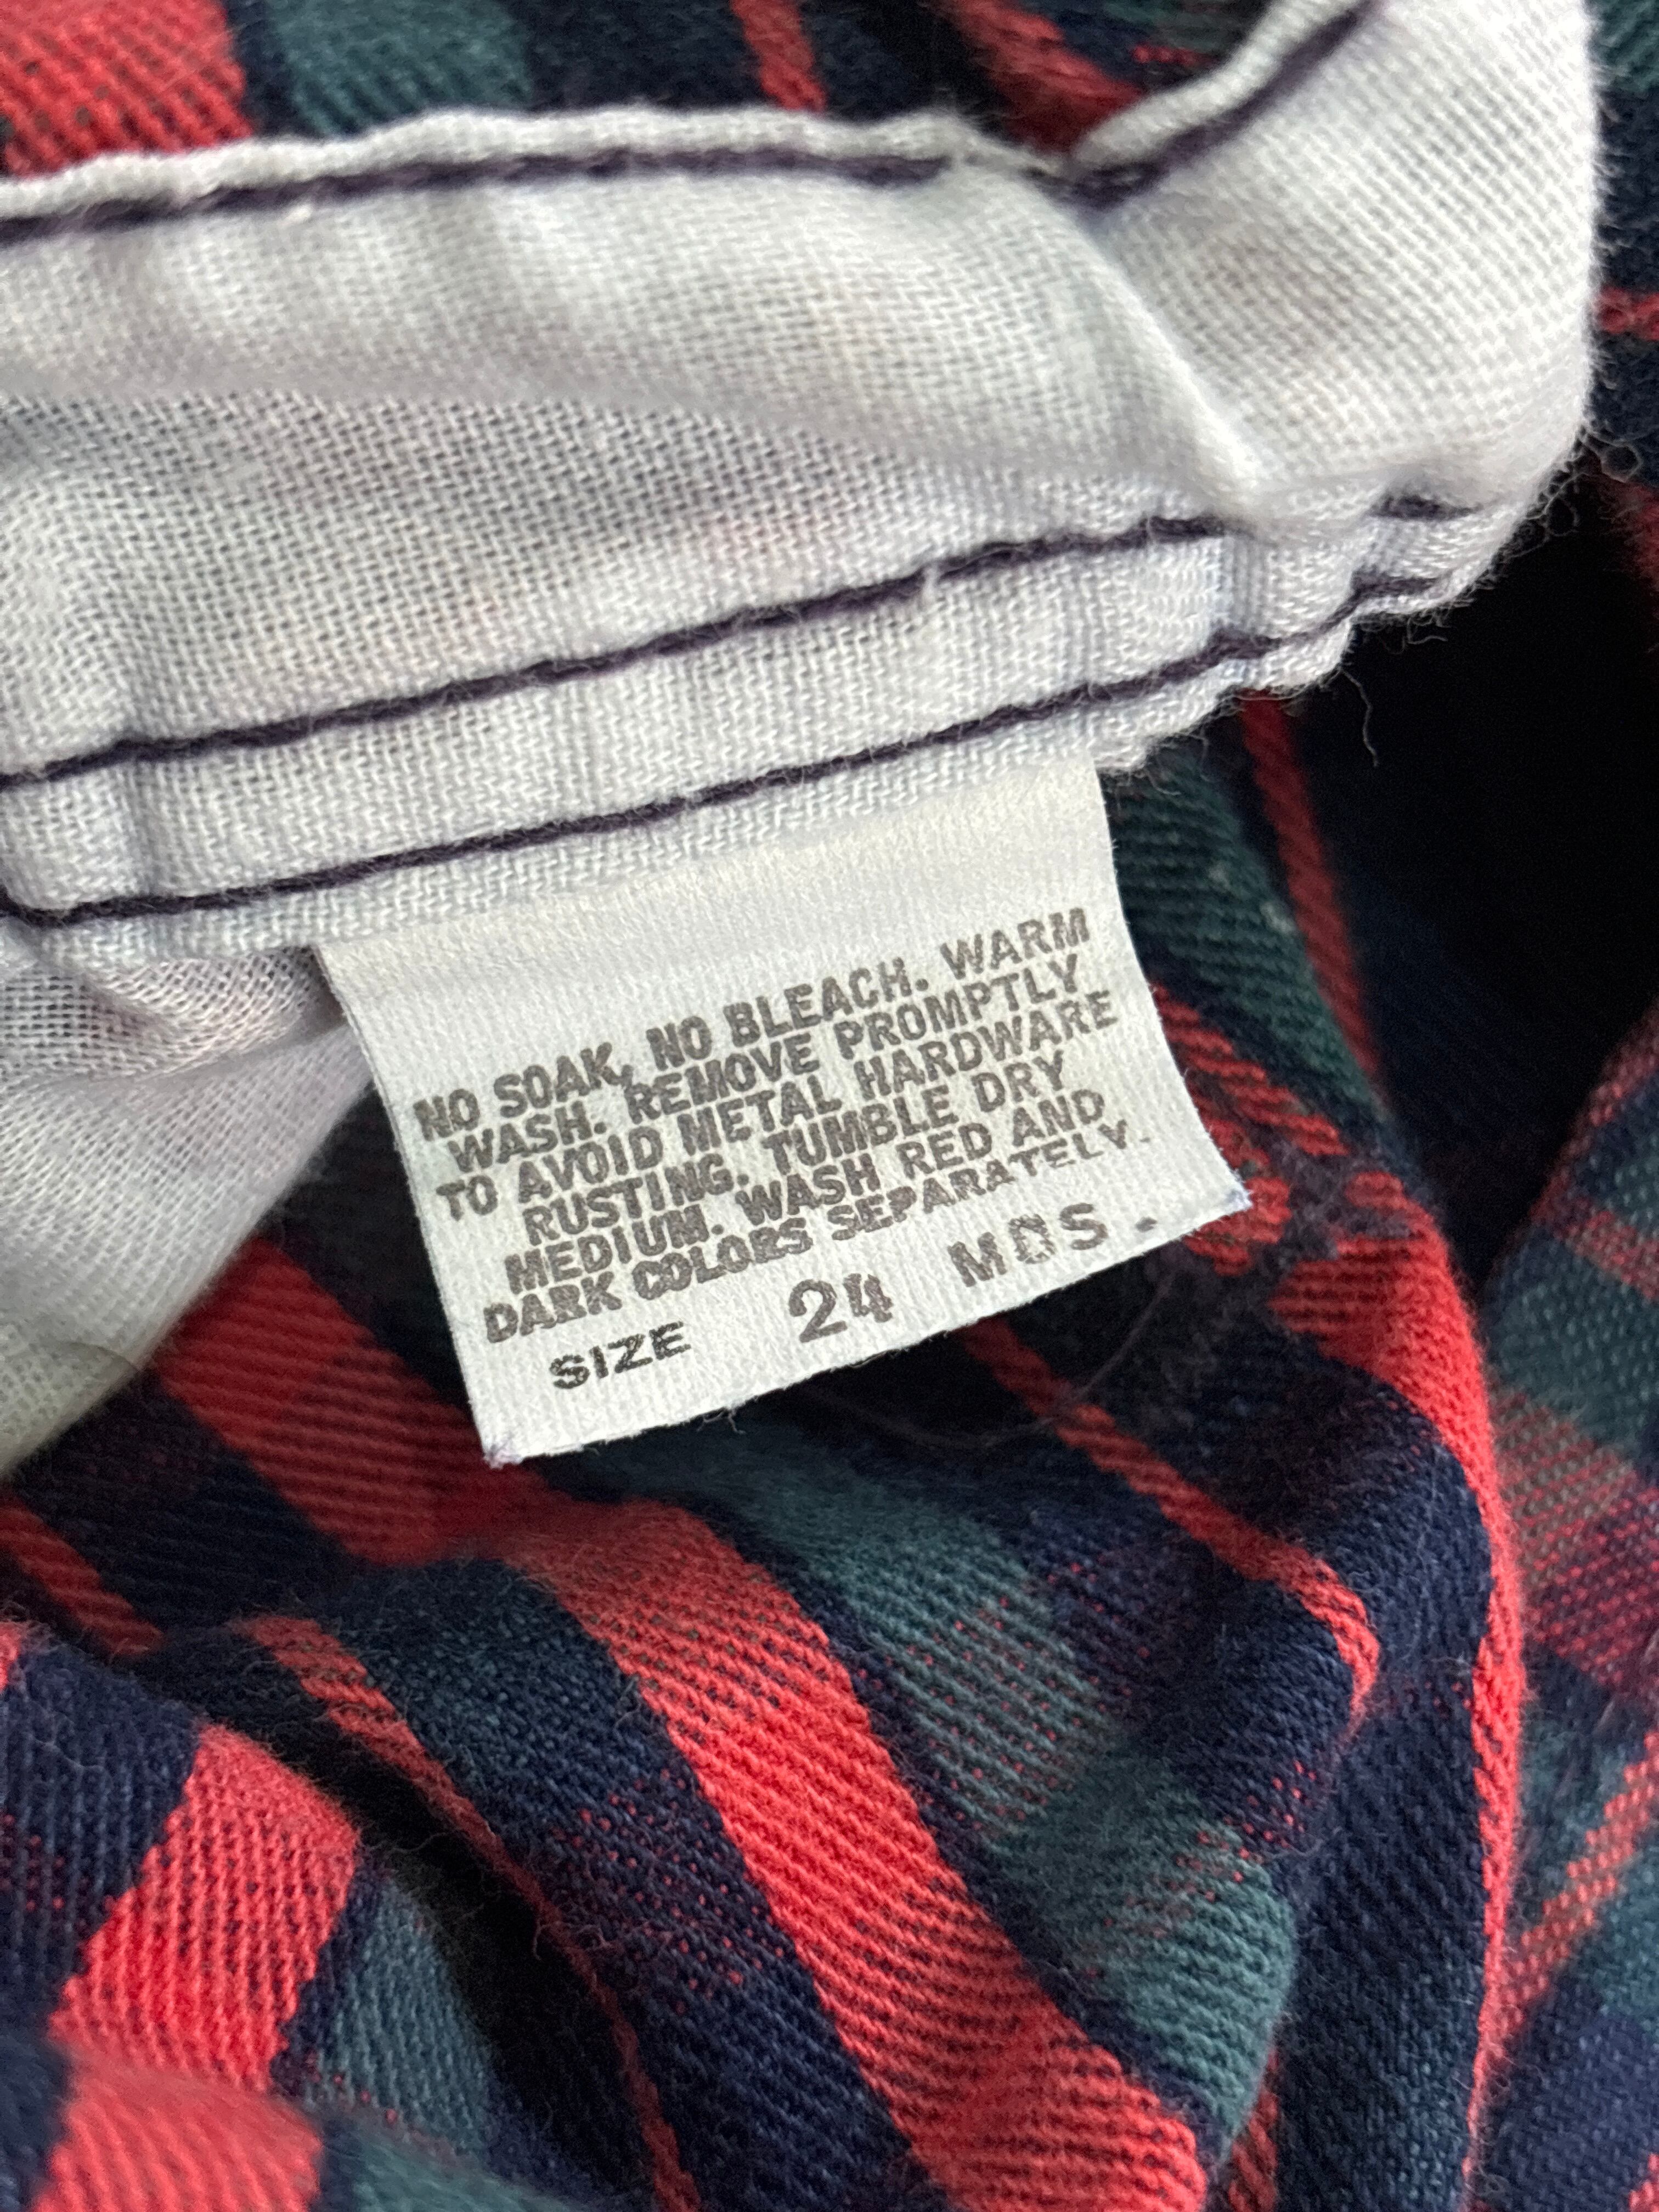 NO SOAK, NO BLEACH. WARM
WASH. REMOVE PROMPTLY
TO AVOID METAL HARDWARE
RUSTING. TUMBLE DRY
MEDIUM. WASH RED AND
DARK COLORS SEPARATELY.
SIZE 24 MOS.